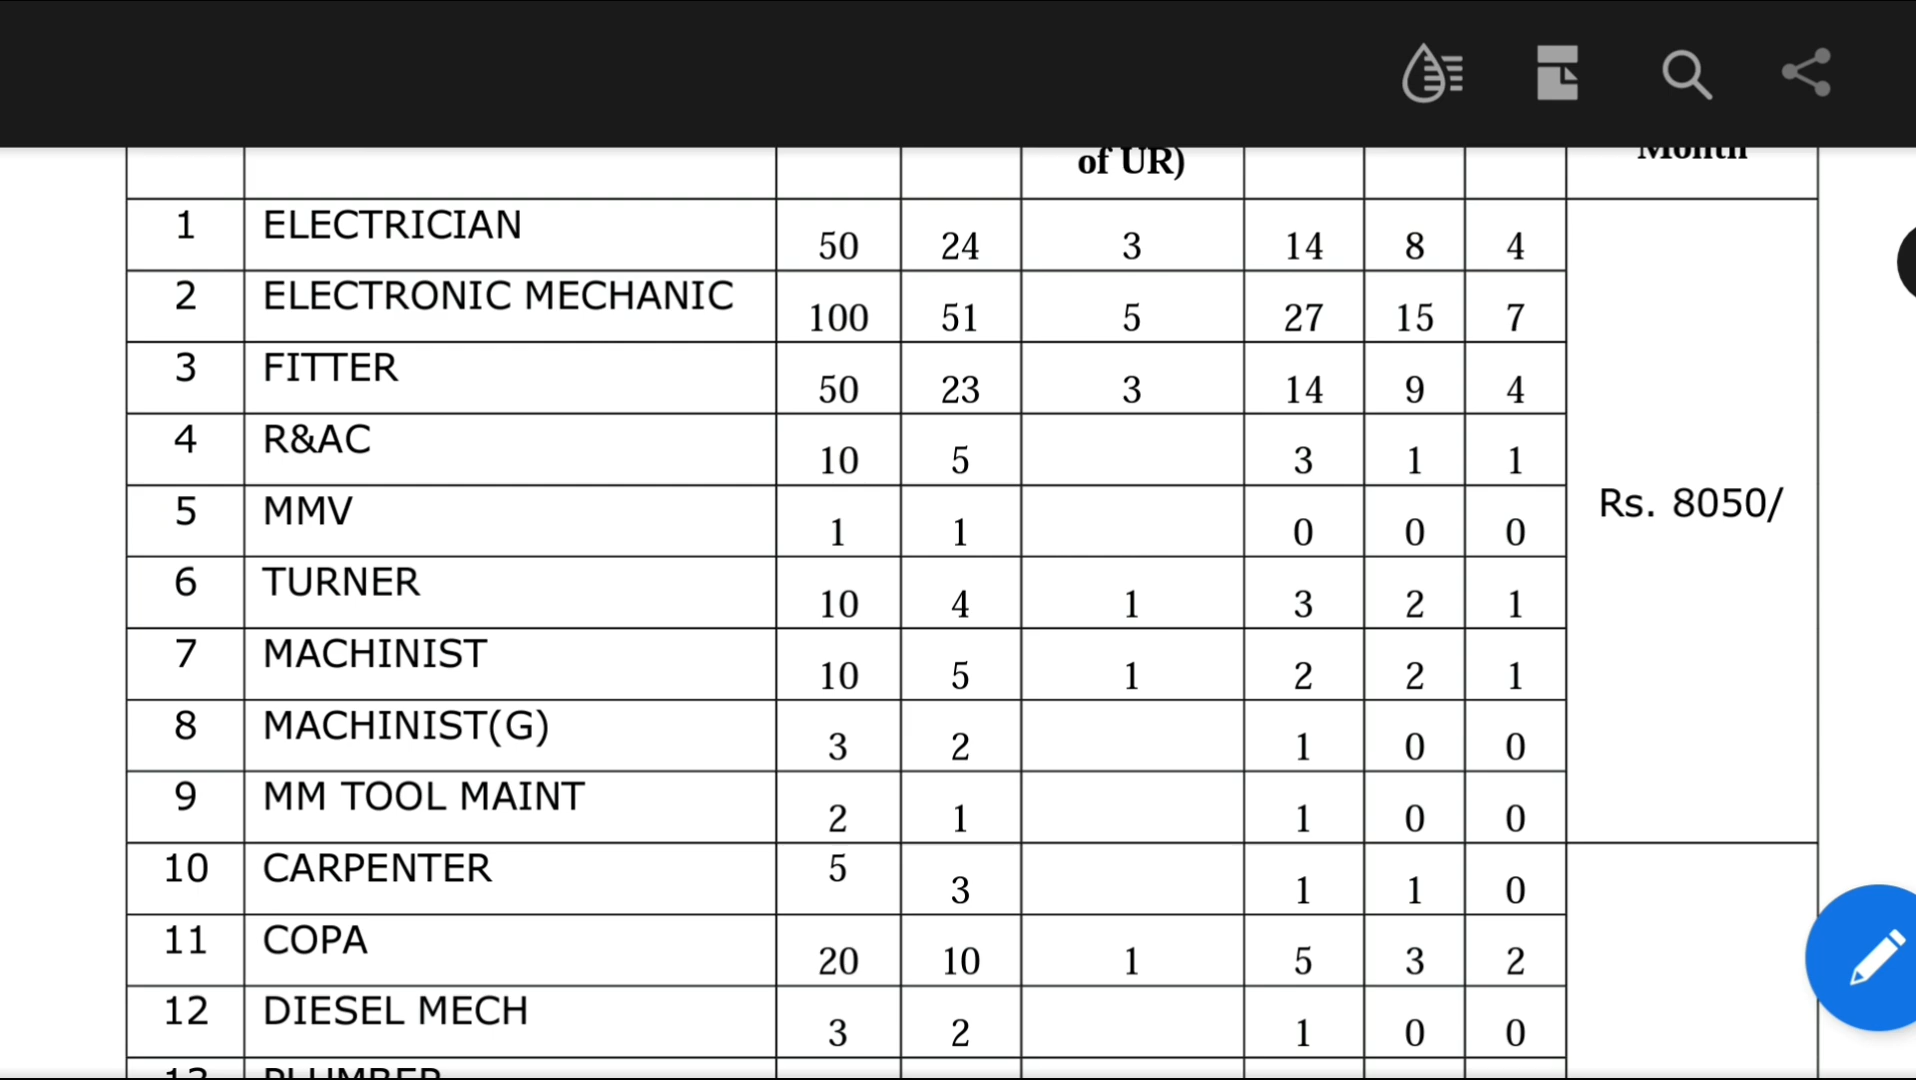 of UR) Month
1 ELECTRICIAN 50 24 3 14 8 4
2 ELECTRONIC MECHANIC 100 51 5 27 15 7
3 FITTER 50 23 3 14 9 4
4 R&AC 10 5 3 1 1
5 MMV 1 1 0 0 0
Rs. 8050/
6 TURNER 10 4 1 3 2 1
7 MACHINIST 10 5 1 2 2 1
8 MACHINIST(G) 3 2 1 0 0
9 MM TOOL MAINT 2 1 1 0 0
10 CARPENTER 5 3 1 1 0
11 COPA 20 10 1 5 3 2
12 DIESEL MECH 3 2 1 0 0
13 PLUMBER